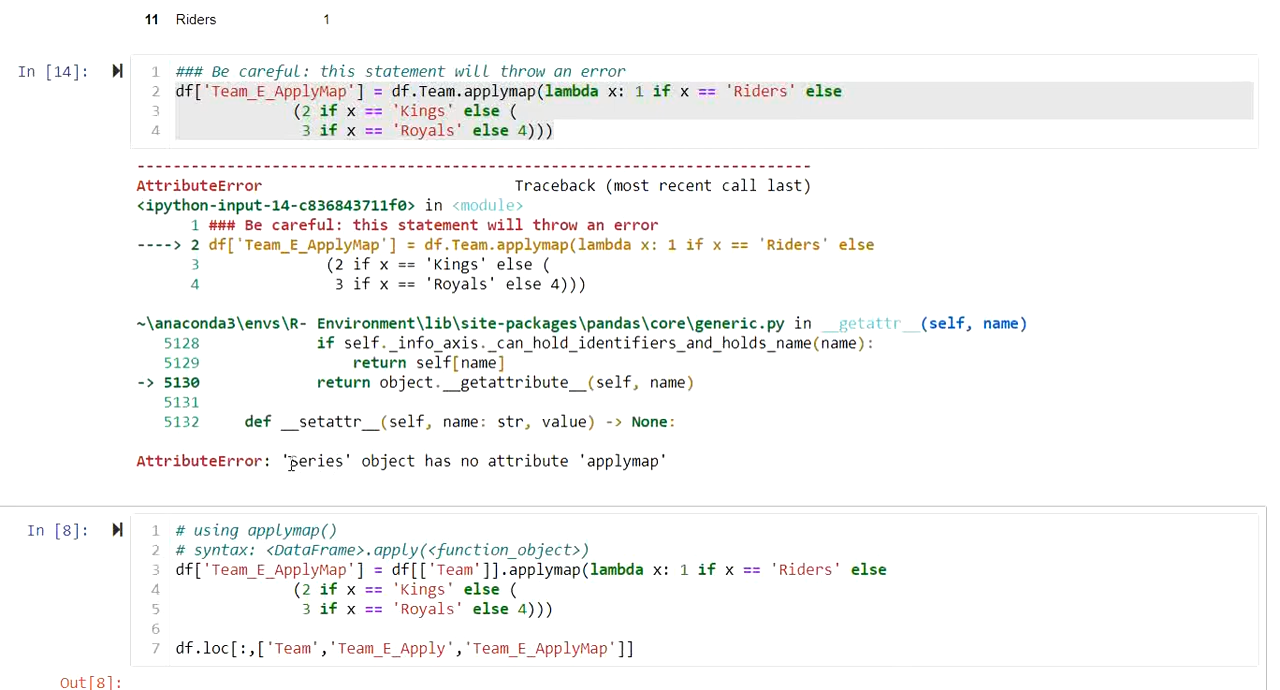 11 Riders 1
In [14]: 1 ### Be careful: this statement will throw an error
2 df['Team_E_ApplyMap'] = df.Team.applymap(lambda x: 1 if x == 'Riders' else
3 (2 if x == 'Kings' else (
4 3 if x == 'Royals' else 4)))
---------------------------------------------------------------------------
AttributeError Traceback (most recent call last)
<ipython-input-14-c836843711f0> in <module>
1 ### Be careful: this statement will throw an error
----> 2 df['Team_E_ApplyMap'] = df.Team.applymap(lambda x: 1 if x == 'Riders' else
3 (2 if x == 'Kings' else (
4 3 if x == 'Royals' else 4)))
~\anaconda3\envs\R- Environment\lib\site-packages\pandas\core\generic.py in __getattr__(self, name)
5128 if self._info_axis._can_hold_identifiers_and_holds_name(name):
5129 return self[name]
-> 5130 return object.__getattribute__(self, name)
5131
5132 def __setattr__(self, name: str, value) -> None:
AttributeError: 'Series' object has no attribute 'applymap'
In [8]: 1 # using applymap()
2 # syntax: <DataFrame>.apply(<function_object>)
3 df['Team_E_ApplyMap'] = df[['Team']].applymap(lambda x: 1 if x == 'Riders' else
4 (2 if x == 'Kings' else (
5 3 if x == 'Royals' else 4)))
6
7 df.loc[:,['Team','Team_E_Apply','Team_E_ApplyMap']]
Out[8]: